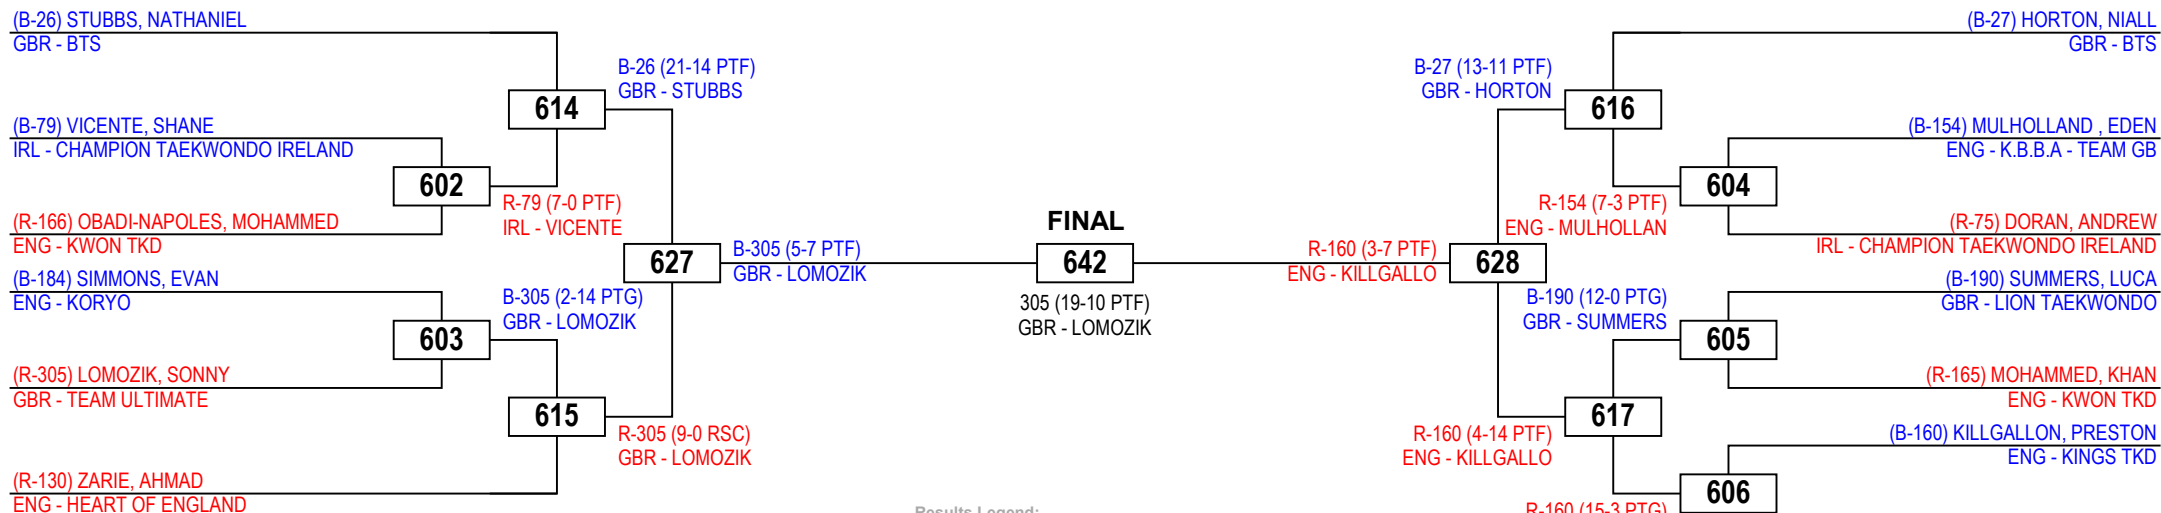 (B-26) STUBBS, NATHANIEL
GBR - BTS
(B-79) VICENTE, SHANE
IRL - CHAMPION TAEKWONDO IRELAND
(R-166) OBADI-NAPOLES, MOHAMMED
ENG - KWON TKD
(B-184) SIMMONS, EVAN
ENG - KORYO
(R-305) LOMOZIK, SONNY
GBR - TEAM ULTIMATE
(R-130) ZARIE, AHMAD
ENG - HEART OF ENGLAND
602
603
R-79 (7-0 PTF)
IRL - VICENTE
B-305 (2-14 PTG)
GBR - LOMOZIK
614
615
B-26 (21-14 PTF)
GBR - STUBBS
R-305 (9-0 RSC)
GBR - LOMOZIK
627
B-305 (5-7 PTF)
GBR - LOMOZIK
FINAL
642
305 (19-10 PTF)
GBR - LOMOZIK
Results Legend:
R-160 (3-7 PTF)
ENG - KILLGALLO
628
B-27 (13-11 PTF)
GBR - HORTON
R-160 (4-14 PTF)
ENG - KILLGALLO
616
617
R-154 (7-3 PTF)
ENG - MULHOLLAN
B-190 (12-0 PTG)
GBR - SUMMERS
R-160 (15-3 PTG)
604
605
606
(B-27) HORTON, NIALL
GBR - BTS
(B-154) MULHOLLAND , EDEN
ENG - K.B.B.A - TEAM GB
(R-75) DORAN, ANDREW
IRL - CHAMPION TAEKWONDO IRELAND
(B-190) SUMMERS, LUCA
GBR - LION TAEKWONDO
(R-165) MOHAMMED, KHAN
ENG - KWON TKD
(B-160) KILLGALLON, PRESTON
ENG - KINGS TKD